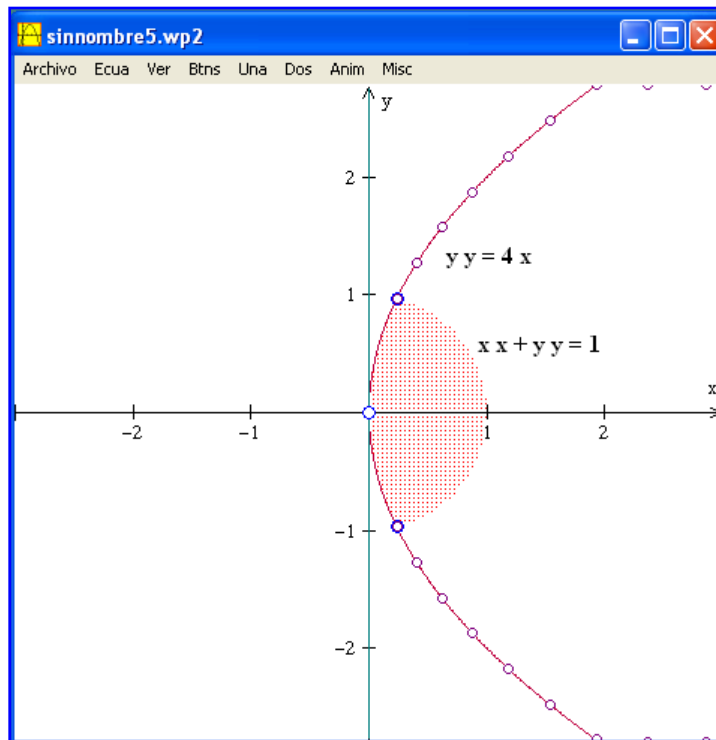 sinnombre5.wp2
Archivo Ecua Ver Btns Una Dos Anim Misc
y
2
y y = 4 x
1
x x + y y = 1
x
-2 -1 1 2
-1
-2